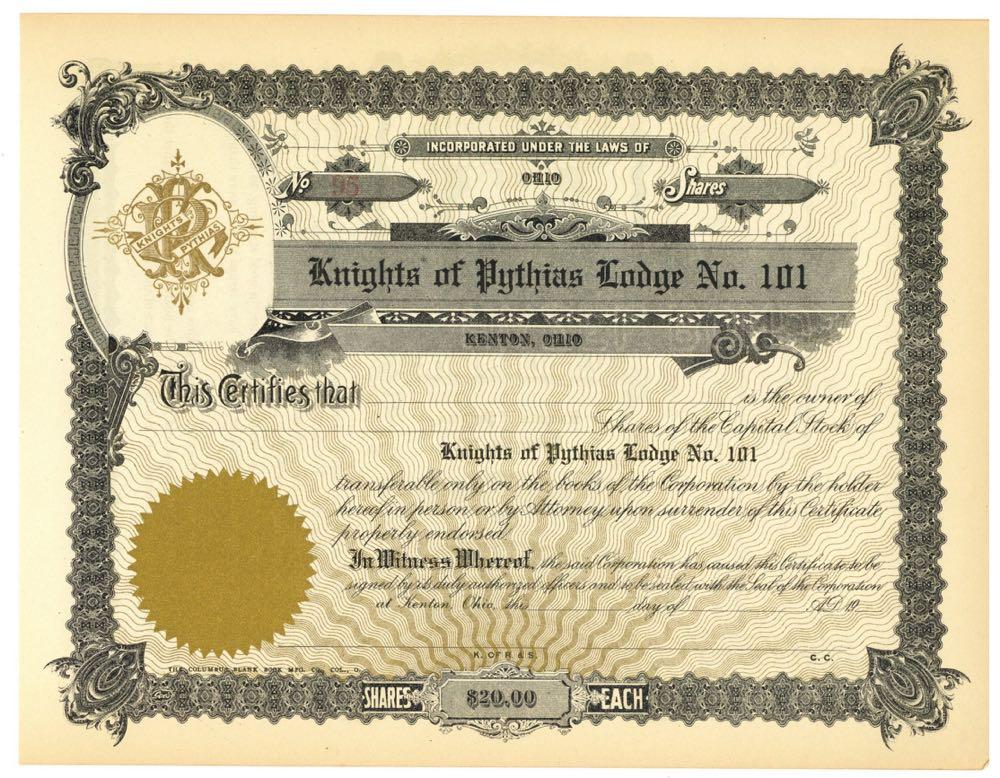 INCORPORATED UNDER THE LAWS OF
OHIO
No. 95
Shares
KNIGHTS
PYTHIAS
Knights of Pythias Lodge No. 101
KENTON, OHIO
This Certifies that is the owner of
Shares of the Capital Stock of
Knights of Pythias Lodge No. 101
transferable only on the books of the Corporation by the holder
hereof in person or by Attorney upon surrender of this Certificate
properly endorsed.
In Witness Whereof, the said Corporation has caused this Certificate to be
signed by its duly authorized officers and to be sealed with the Seal of the Corporation
at Kenton, Ohio, this day of A.D. 19
K. OF R. & S.
C. C.
THE COLUMBUS BLANK BOOK MFG. CO., COL., O.
SHARES $20.00 EACH